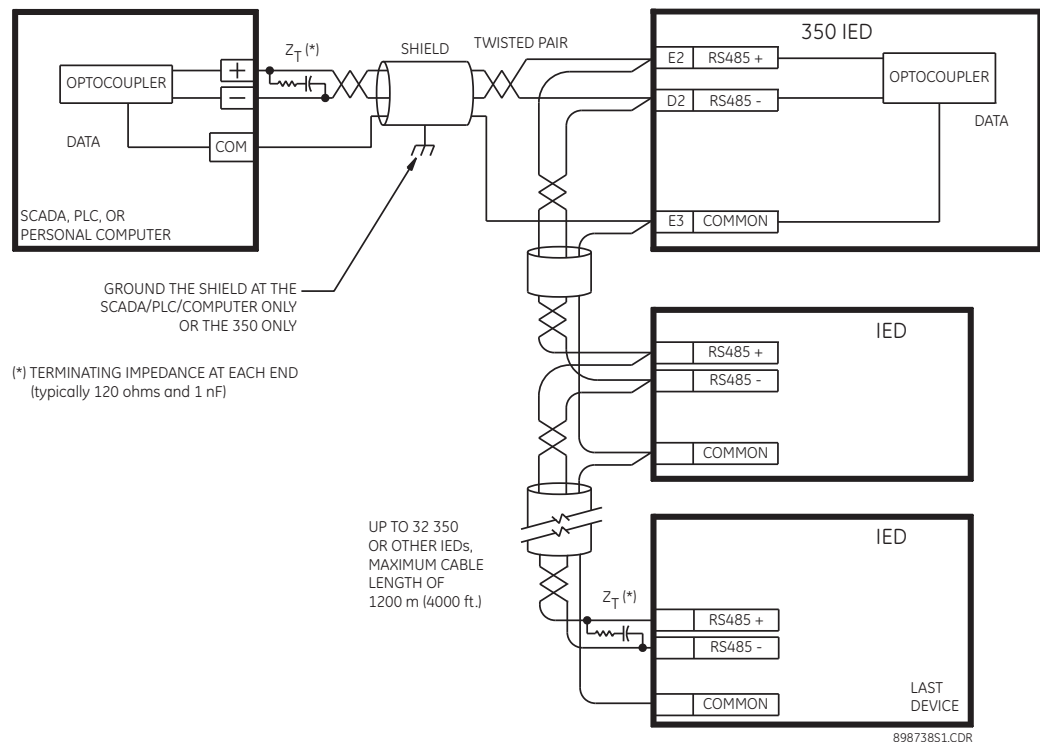 Z_T (*)
SHIELD
TWISTED PAIR
350 IED
OPTOCOUPLER
+
-
DATA
COM
SCADA, PLC, OR
PERSONAL COMPUTER
E2 RS485 +
D2 RS485 -
OPTOCOUPLER
DATA
E3 COMMON
GROUND THE SHIELD AT THE
SCADA/PLC/COMPUTER ONLY
OR THE 350 ONLY
(*) TERMINATING IMPEDANCE AT EACH END
(typically 120 ohms and 1 nF)
IED
RS485 +
RS485 -
COMMON
UP TO 32 350
OR OTHER IEDs,
MAXIMUM CABLE
LENGTH OF
1200 m (4000 ft.)
IED
Z_T (*)
RS485 +
RS485 -
COMMON
LAST
DEVICE
898738S1.CDR